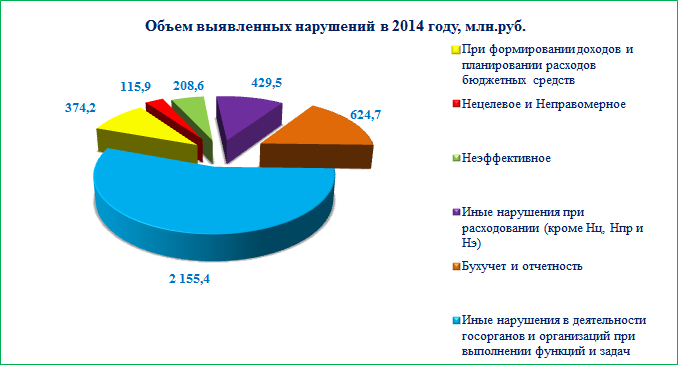 Объем выявленных нарушений в 2014 году, млн.руб.
374,2
115,9
208,6
429,5
624,7
2 155,4
При формировании доходов и
планировании расходов
бюджетных средств
Нецелевое и Неправомерное
Неэффективное
Иные нарушения при
расходовании (кроме Нц, Нпр и
Нэ)
Бухучет и отчетность
Иные нарушения в деятельности
госорганов и организаций при
выполнении функций и задач